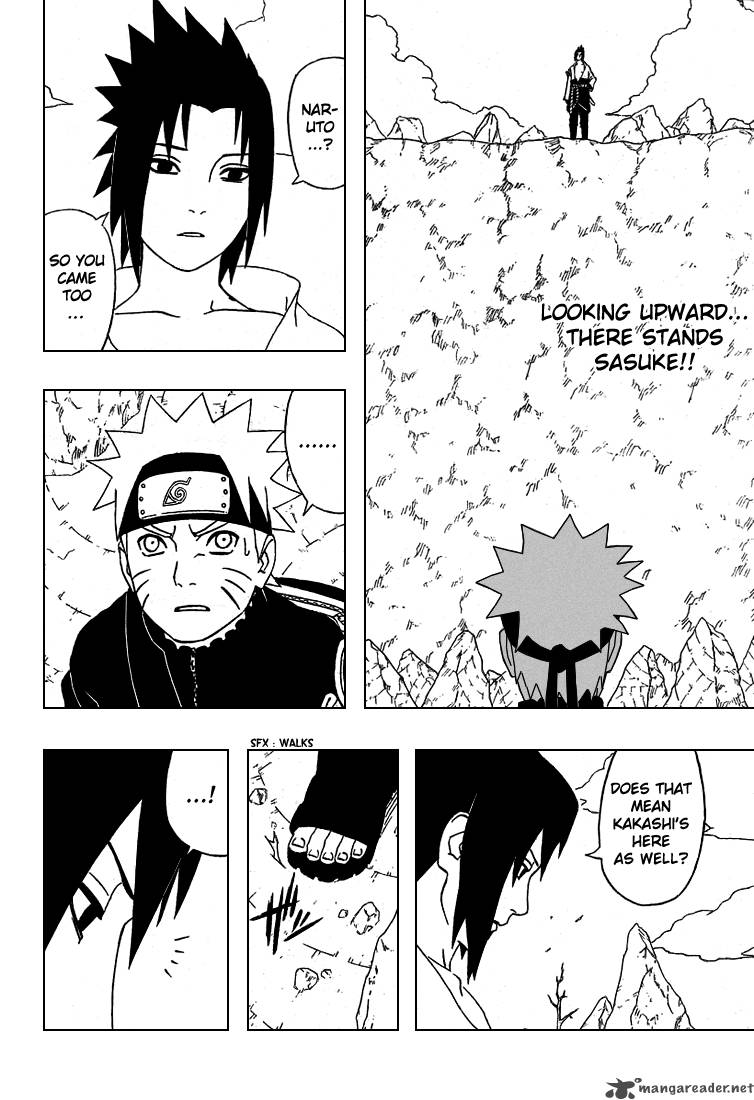 LOOKING UPWARD...
THERE STANDS
SASUKE!!
NAR-
UTO
...?
SO YOU
CAME
TOO
...
......
DOES THAT
MEAN
KAKASHI'S
HERE
AS WELL?
SFX : WALKS
...!
mangareader.net